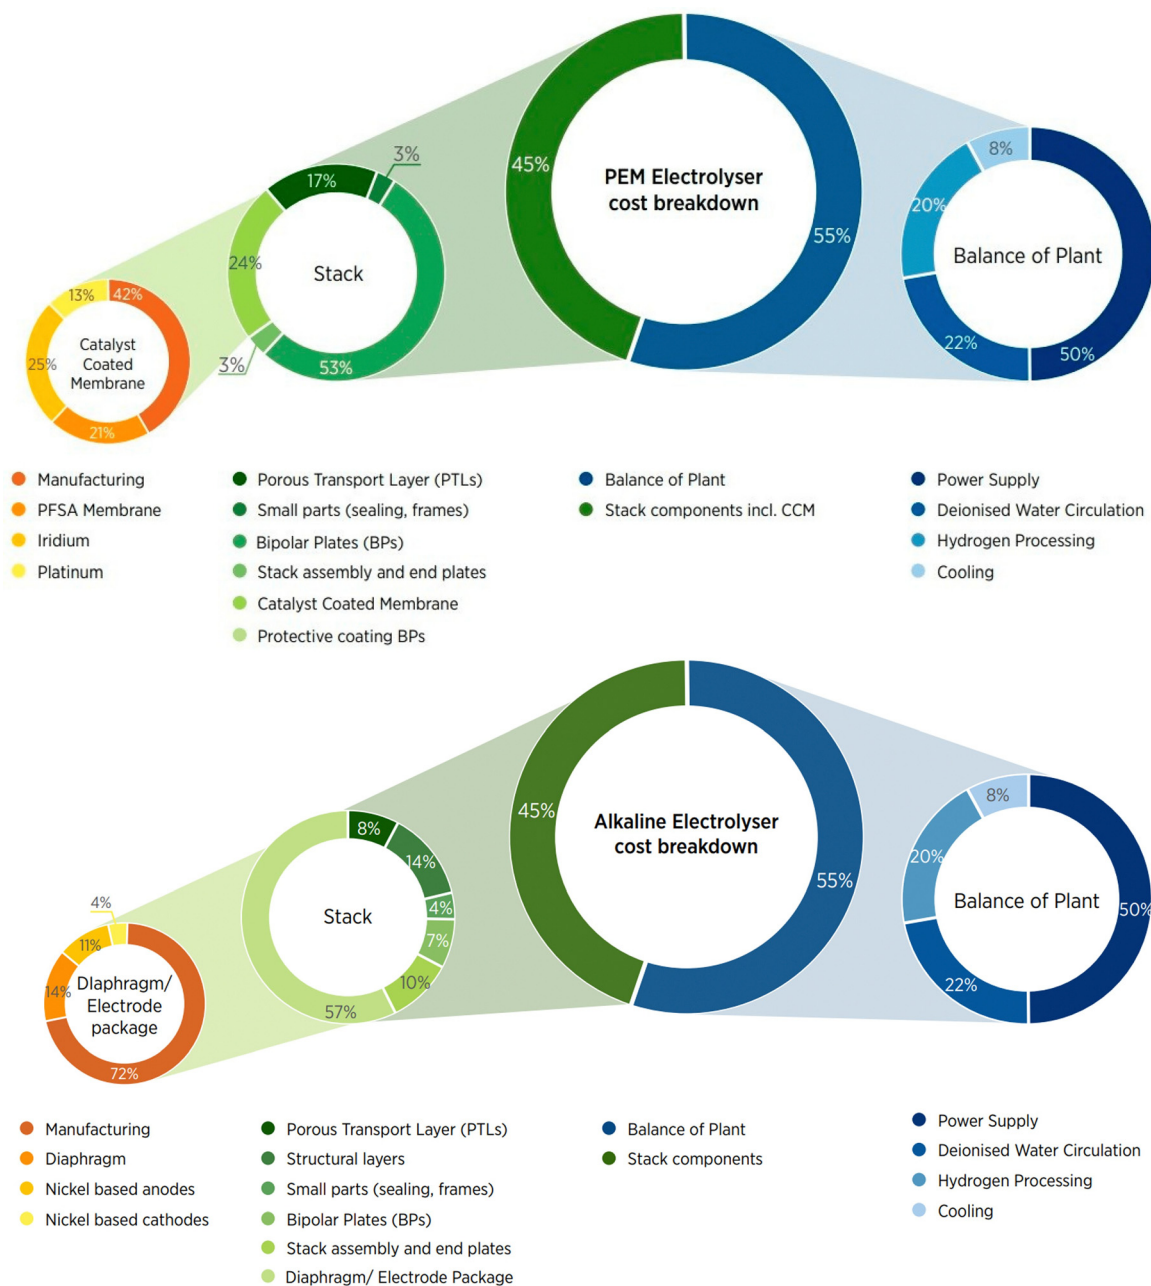 PEM Electrolyser
cost breakdown
45%
55%
Stack
17%
3%
53%
3%
24%
Catalyst
Coated
Membrane
13%
42%
25%
21%
Balance of Plant
8%
20%
22%
50%
Manufacturing
PFSA Membrane
Iridium
Platinum
Porous Transport Layer (PTLs)
Small parts (sealing, frames)
Bipolar Plates (BPs)
Stack assembly and end plates
Catalyst Coated Membrane
Protective coating BPs
Balance of Plant
Stack components incl. CCM
Power Supply
Deionised Water Circulation
Hydrogen Processing
Cooling
Alkaline Electrolyser
cost breakdown
45%
55%
Stack
8%
14%
4%
7%
10%
57%
DIaphragm/
Electrode
package
4%
11%
14%
72%
Balance of Plant
8%
20%
22%
50%
Manufacturing
Diaphragm
Nickel based anodes
Nickel based cathodes
Porous Transport Layer (PTLs)
Structural layers
Small parts (sealing, frames)
Bipolar Plates (BPs)
Stack assembly and end plates
Diaphragm/ Electrode Package
Balance of Plant
Stack components
Power Supply
Deionised Water Circulation
Hydrogen Processing
Cooling